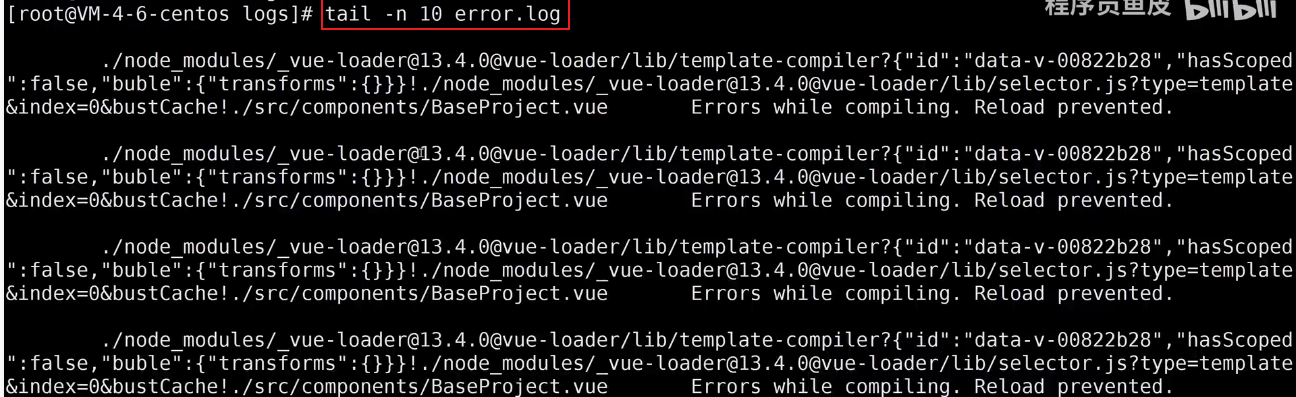 [root@VM-4-6-centos logs]# tail -n 10 error.log
程序员鱼皮 bilibili
./node_modules/_vue-loader@13.4.0@vue-loader/lib/template-compiler?{"id":"data-v-00822b28","hasScoped
":false,"buble":{"transforms":{}}}!./node_modules/_vue-loader@13.4.0@vue-loader/lib/selector.js?type=template
&index=0&bustCache!./src/components/BaseProject.vue Errors while compiling. Reload prevented.
./node_modules/_vue-loader@13.4.0@vue-loader/lib/template-compiler?{"id":"data-v-00822b28","hasScoped
":false,"buble":{"transforms":{}}}!./node_modules/_vue-loader@13.4.0@vue-loader/lib/selector.js?type=template
&index=0&bustCache!./src/components/BaseProject.vue Errors while compiling. Reload prevented.
./node_modules/_vue-loader@13.4.0@vue-loader/lib/template-compiler?{"id":"data-v-00822b28","hasScoped
":false,"buble":{"transforms":{}}}!./node_modules/_vue-loader@13.4.0@vue-loader/lib/selector.js?type=template
&index=0&bustCache!./src/components/BaseProject.vue Errors while compiling. Reload prevented.
./node_modules/_vue-loader@13.4.0@vue-loader/lib/template-compiler?{"id":"data-v-00822b28","hasScoped
":false,"buble":{"transforms":{}}}!./node_modules/_vue-loader@13.4.0@vue-loader/lib/selector.js?type=template
&index=0&bustCache!./src/components/BaseProject.vue Errors while compiling. Reload prevented.